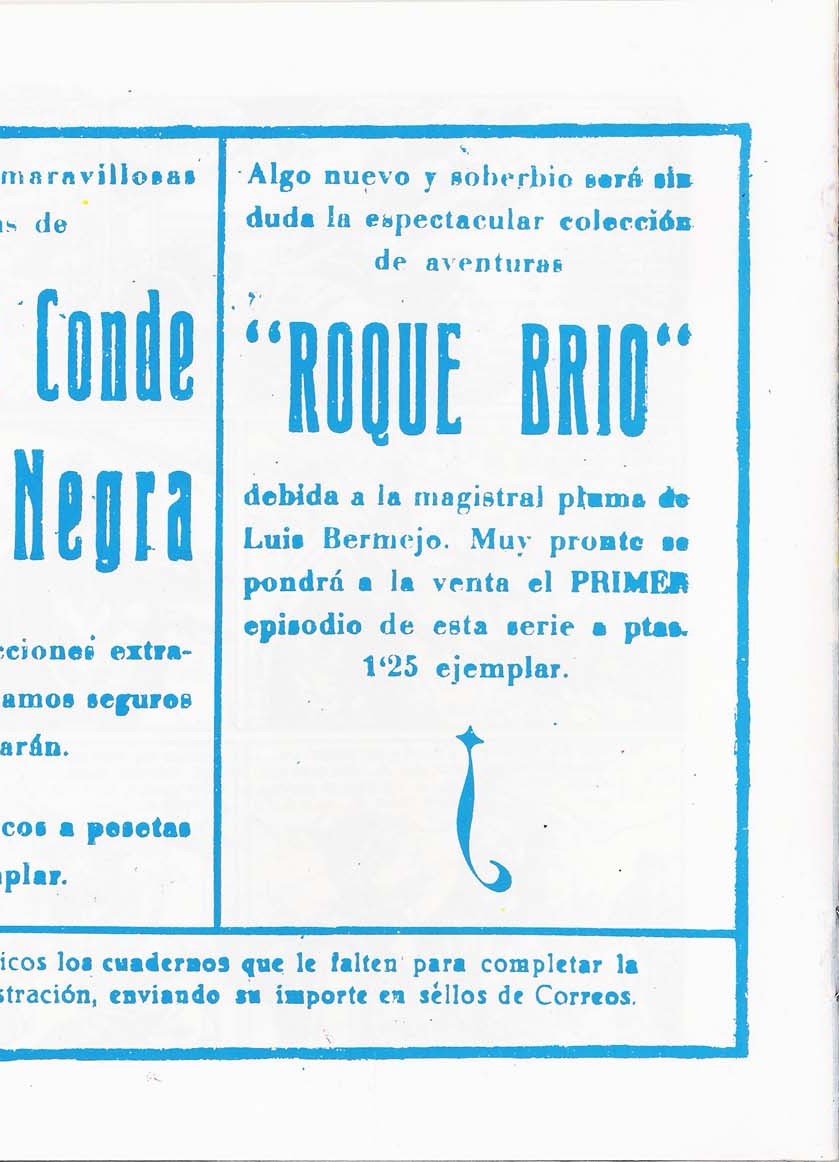 maravillosas
de
Conde
Negra
extra-
amos seguros
arán.
cos a pesetas
plar.
Algo nuevo y soberbio será sin
duda la espectacular colección
de aventuras
“ROQUE BRIO“
debida a la magistral pluma de
Luis Bermejo. Muy pronto se
pondrá a la venta el PRIMER
episodio de esta serie a ptas.
1‘25 ejemplar.
icos los cuadernos que le falten para completar la
stración, enviando su importe en sellos de Correos.